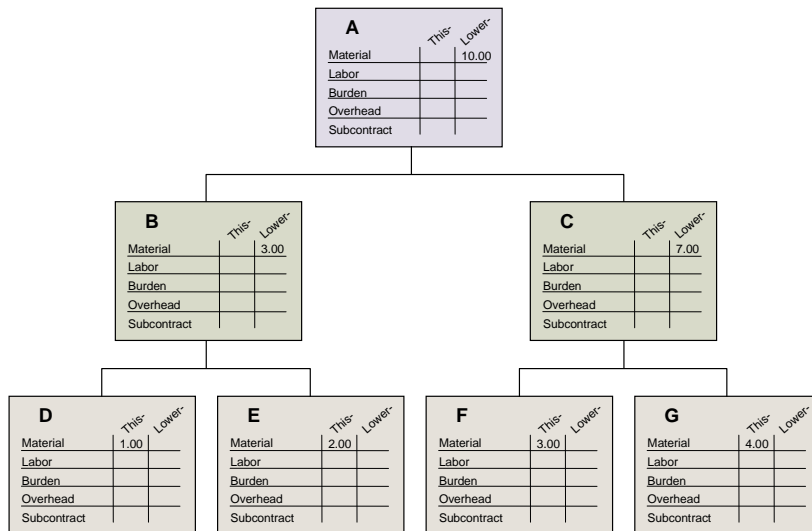 A This- Lower-
Material 10.00
Labor
Burden
Overhead
Subcontract
B This- Lower-
Material 3.00
Labor
Burden
Overhead
Subcontract
C This- Lower-
Material 7.00
Labor
Burden
Overhead
Subcontract
D This- Lower-
Material 1.00
Labor
Burden
Overhead
Subcontract
E This- Lower-
Material 2.00
Labor
Burden
Overhead
Subcontract
F This- Lower-
Material 3.00
Labor
Burden
Overhead
Subcontract
G This- Lower-
Material 4.00
Labor
Burden
Overhead
Subcontract